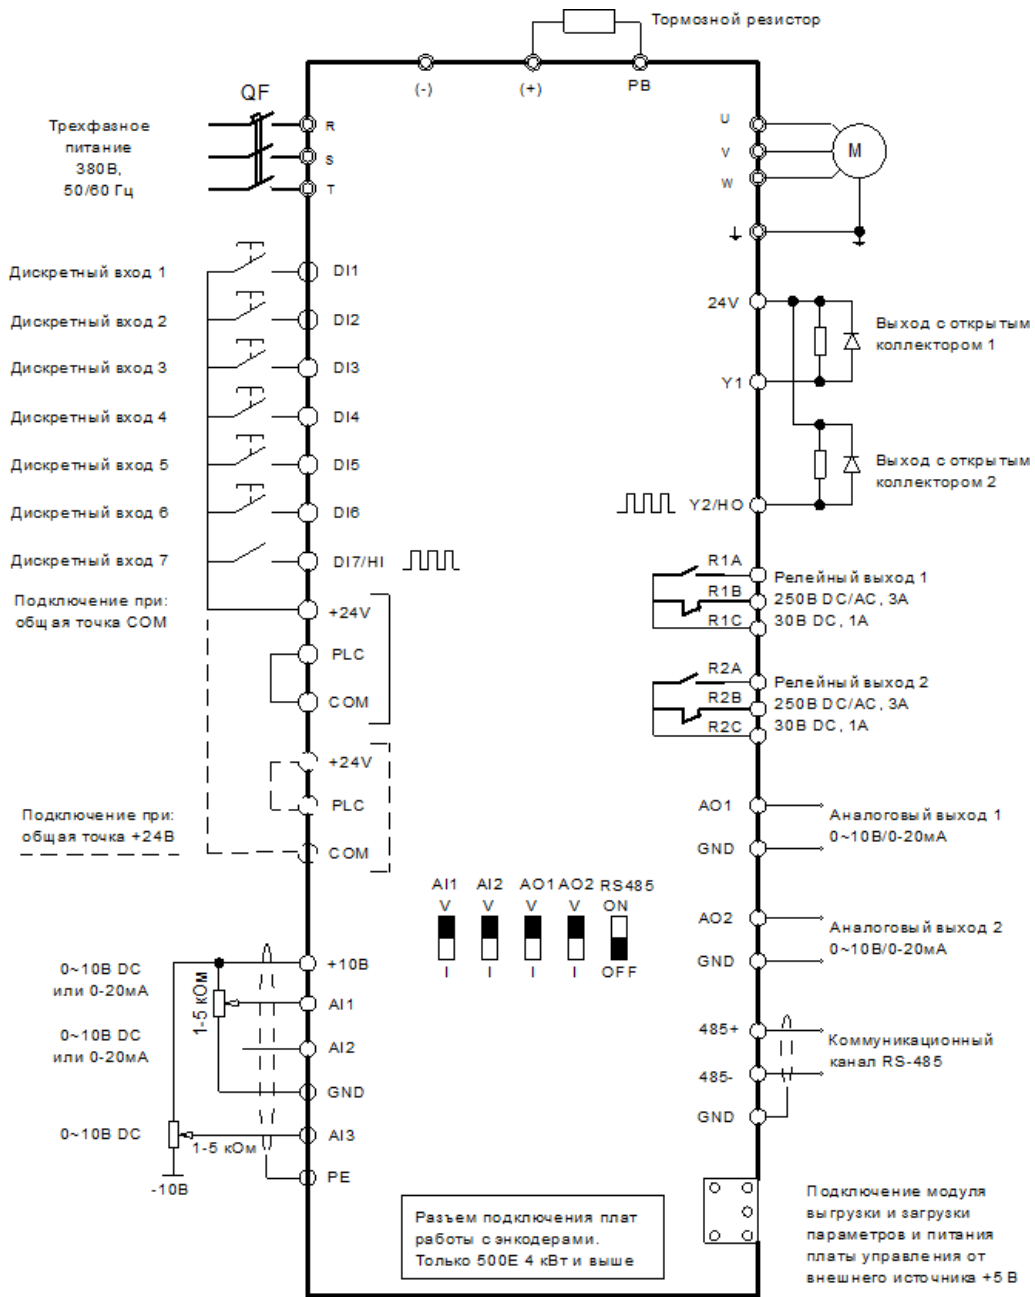 Тормозной резистор
(-)
(+)
PB
QF
Трехфазное
питание
380В,
50/60 Гц
R
S
T
U
V
W
M
Дискретный вход 1
DI1
Дискретный вход 2
DI2
Дискретный вход 3
DI3
Дискретный вход 4
DI4
Дискретный вход 5
DI5
Дискретный вход 6
DI6
Дискретный вход 7
DI7/HI
24V
Y1
Выход с открытым
коллектором 1
Выход с открытым
коллектором 2
Y2/HO
Подключение при:
общая точка COM
+24V
PLC
COM
R1A
R1B
R1C
Релейный выход 1
250В DC/AC, 3А
30В DC, 1А
R2A
R2B
R2C
Релейный выход 2
250В DC/AC, 3А
30В DC, 1А
+24V
PLC
COM
Подключение при:
общая точка +24В
AO1
GND
Аналоговый выход 1
0~10В/0-20мА
AI1 AI2 AO1 AO2 RS485
V V V V ON
I I I I OFF
AO2
GND
Аналоговый выход 2
0~10В/0-20мА
0~10В DC
или 0-20мА
0~10В DC
или 0-20мА
0~10В DC
1-5 кОм
1-5 кОм
-10В
+10В
AI1
AI2
GND
AI3
PE
485+
485-
GND
Коммуникационный
канал RS-485
Разъем подключения плат
работы с энкодерами.
Только 500E 4 кВт и выше
Подключение модуля
выгрузки и загрузки
параметров и питания
платы управления от
внешнего источника +5 В